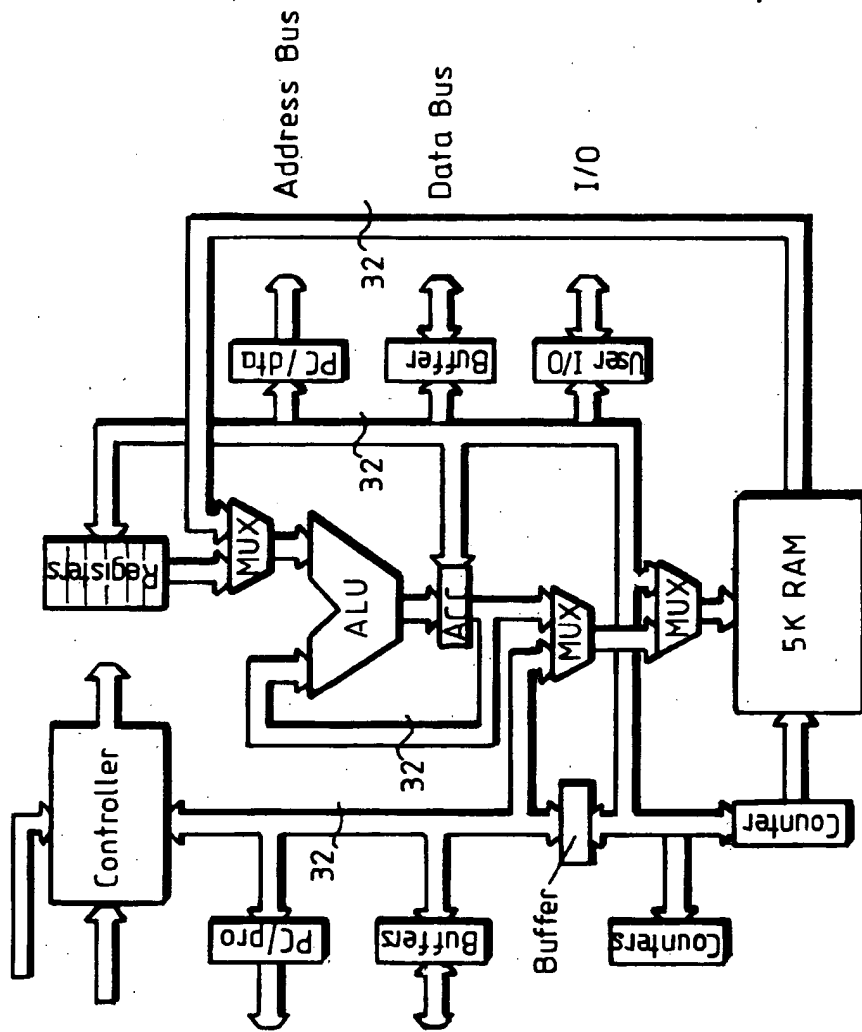 Address Bus
Data Bus
I/O
32
PC/dta
Buffer
User I/O
32
Registers
MUX
ALU
ACC
MUX
MUX
5K RAM
32
Controller
32
PC/pro
Buffers
Buffer
Counters
Counter